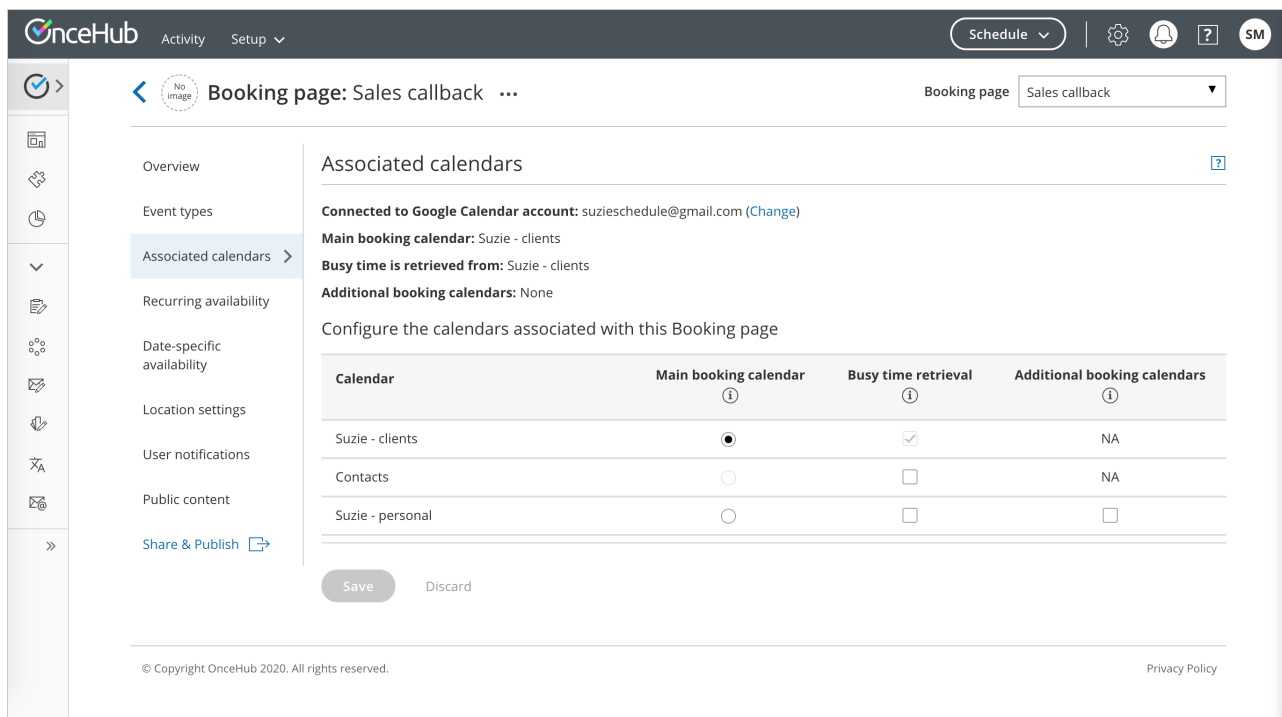 OnceHub Activity Setup Schedule ? SM
No image Booking page: Sales callback ... Booking page Sales callback
Overview
Event types
Associated calendars
Recurring availability
Date-specific
availability
Location settings
User notifications
Public content
Share & Publish
Associated calendars ?
Connected to Google Calendar account: suzieschedule@gmail.com (Change)
Main booking calendar: Suzie - clients
Busy time is retrieved from: Suzie - clients
Additional booking calendars: None
Configure the calendars associated with this Booking page
Calendar Main booking calendar Busy time retrieval Additional booking calendars
i i i
Suzie - clients NA
Contacts NA
Suzie - personal
Save Discard
© Copyright OnceHub 2020. All rights reserved. Privacy Policy